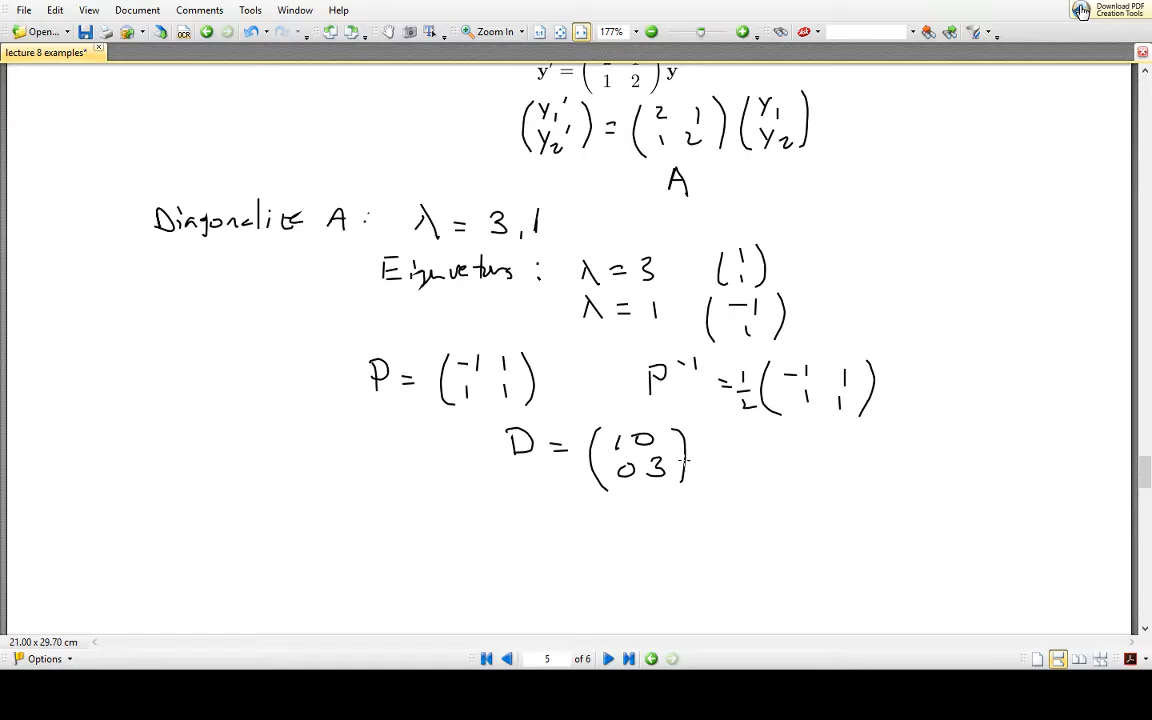 File Edit View Document Comments Tools Window Help
Download PDF Creation Tools
Open... OCR Zoom In 177%
lecture 8 examples*
y' = ( 1 2 ) y
(y₁' y₂') = (2 1 1 2) (y₁ y₂)
A
Diagonalize A : λ = 3, 1
Eigenvectors : λ = 3 (1 1)
λ = 1 (-1 1)
P = (-1 1 1 1) P⁻¹ = 1/2 (-1 1 1 1)
D = (1 0 0 3)
21.00 x 29.70 cm
Options 5 of 6